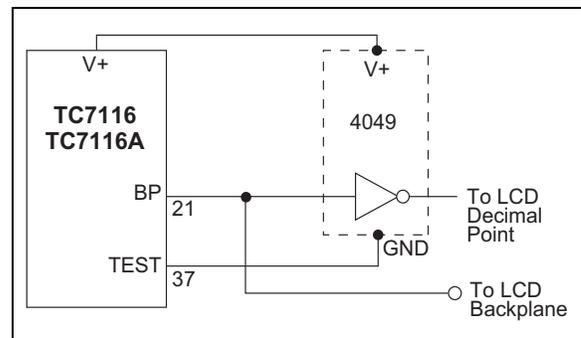 V+
V+
TC7116
TC7116A
4049
BP
21
To LCD
Decimal
Point
TEST
37
GND
To LCD
Backplane